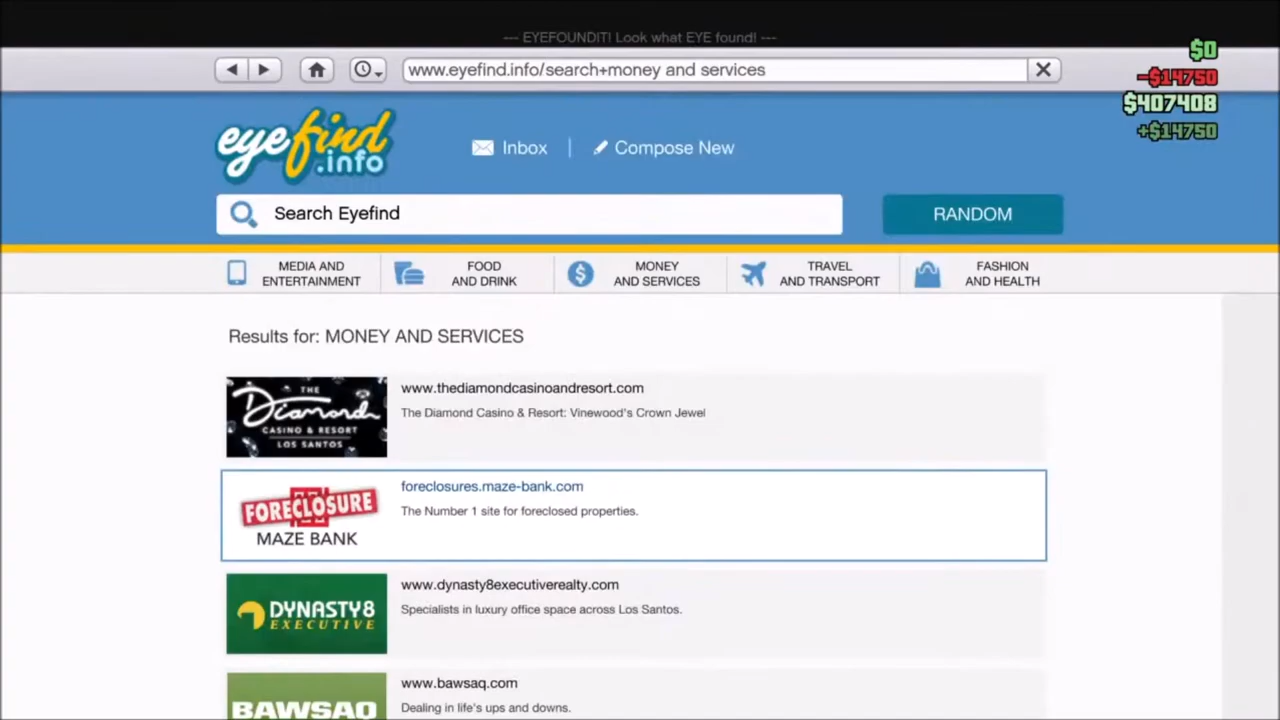 --- EYEFOUNDIT! Look what EYE found! ---
$0
-$14750
$407408
+$14750
www.eyefind.info/search+money and services
eyefind
.info
Inbox
Compose New
Search Eyefind
RANDOM
MEDIA AND
ENTERTAINMENT
FOOD
AND DRINK
MONEY
AND SERVICES
TRAVEL
AND TRANSPORT
FASHION
AND HEALTH
Results for: MONEY AND SERVICES
THE
Diamond
CASINO & RESORT
LOS SANTOS
www.thediamondcasinoandresort.com
The Diamond Casino & Resort: Vinewood's Crown Jewel
FORECLOSURE
MAZE BANK
foreclosures.maze-bank.com
The Number 1 site for foreclosed properties.
DYNASTY8
EXECUTIVE
www.dynasty8executiverealty.com
Specialists in luxury office space across Los Santos.
BAWSAQ
www.bawsaq.com
Dealing in life's ups and downs.